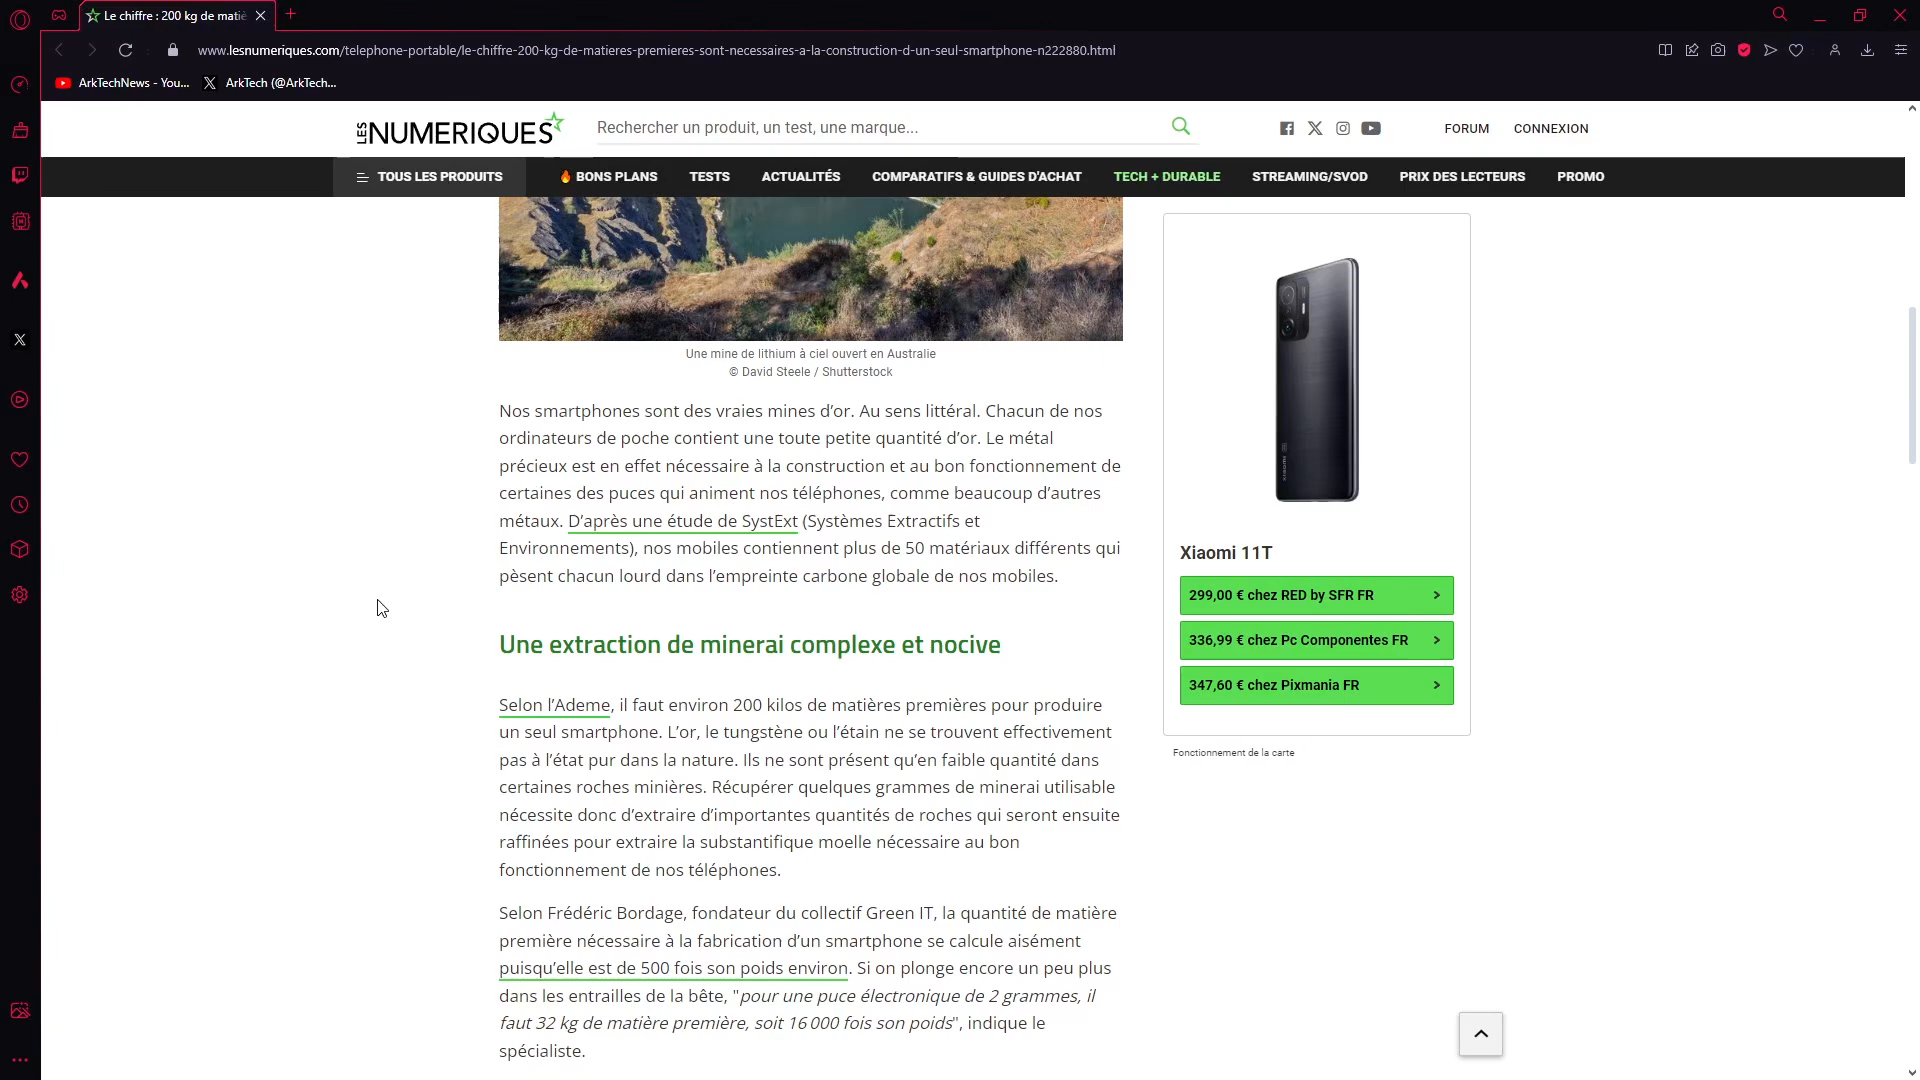 Le chiffre : 200 kg de matiè
www.lesnumeriques.com/telephone-portable/le-chiffre-200-kg-de-matieres-premieres-sont-necessaires-a-la-construction-d-un-seul-smartphone-n222880.html
ArkTechNews - You... ArkTech (@ArkTech...
LES NUMERIQUES Rechercher un produit, un test, une marque... FORUM CONNEXION
TOUS LES PRODUITS BONS PLANS TESTS ACTUALITÉS COMPARATIFS & GUIDES D'ACHAT TECH + DURABLE STREAMING/SVOD PRIX DES LECTEURS PROMO
Une mine de lithium à ciel ouvert en Australie
© David Steele / Shutterstock
Nos smartphones sont des vraies mines d’or. Au sens littéral. Chacun de nos
ordinateurs de poche contient une toute petite quantité d’or. Le métal
précieux est en effet nécessaire à la construction et au bon fonctionnement de
certaines des puces qui animent nos téléphones, comme beaucoup d’autres
métaux. D’après une étude de SystExt (Systèmes Extractifs et
Environnements), nos mobiles contiennent plus de 50 matériaux différents qui
pèsent chacun lourd dans l’empreinte carbone globale de nos mobiles.
Une extraction de minerai complexe et nocive
Selon l’Ademe, il faut environ 200 kilos de matières premières pour produire
un seul smartphone. L’or, le tungstène ou l’étain ne se trouvent effectivement
pas à l’état pur dans la nature. Ils ne sont présent qu’en faible quantité dans
certaines roches minières. Récupérer quelques grammes de minerai utilisable
nécessite donc d’extraire d’importantes quantités de roches qui seront ensuite
raffinées pour extraire la substantifique moelle nécessaire au bon
fonctionnement de nos téléphones.
Selon Frédéric Bordage, fondateur du collectif Green IT, la quantité de matière
première nécessaire à la fabrication d’un smartphone se calcule aisément
puisqu’elle est de 500 fois son poids environ. Si on plonge encore un peu plus
dans les entrailles de la bête, "pour une puce électronique de 2 grammes, il
faut 32 kg de matière première, soit 16 000 fois son poids", indique le
spécialiste.
Xiaomi 11T
299,00 € chez RED by SFR FR
336,99 € chez Pc Componentes FR
347,60 € chez Pixmania FR
Fonctionnement de la carte